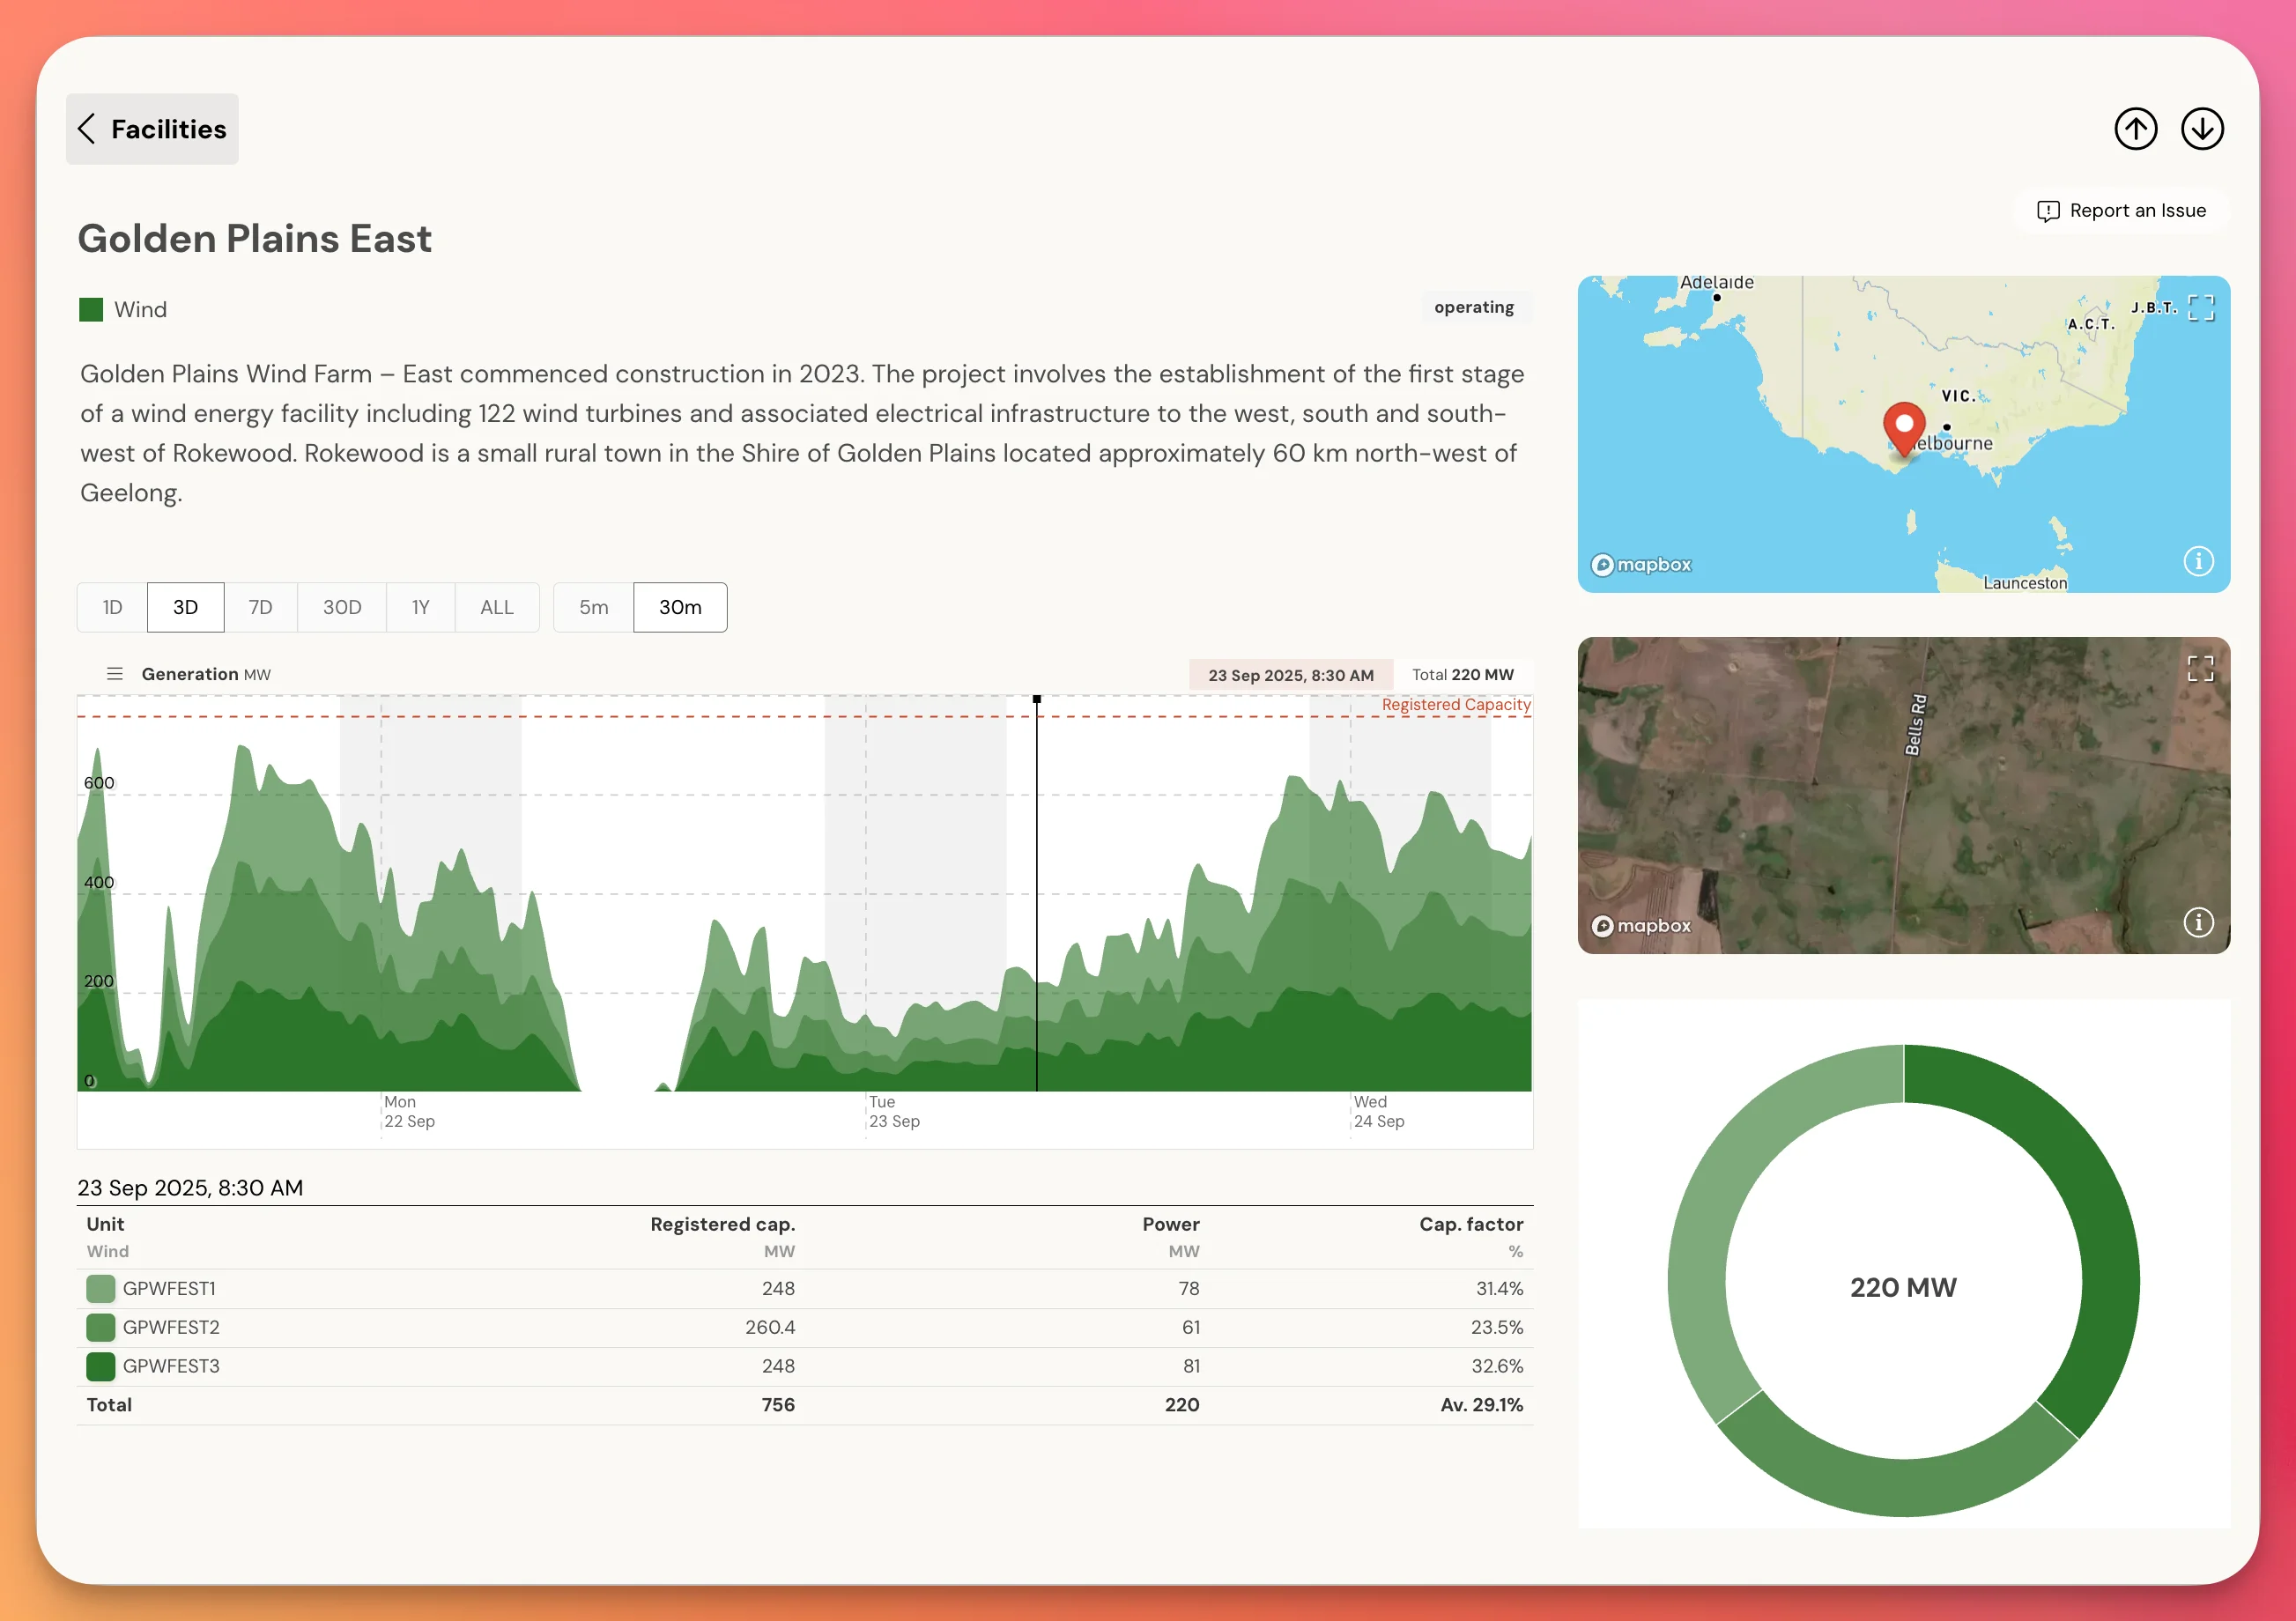 Facilities
Report an Issue
Golden Plains East
Wind
operating
Golden Plains Wind Farm – East commenced construction in 2023. The project involves the establishment of the first stage
of a wind energy facility including 122 wind turbines and associated electrical infrastructure to the west, south and south-
west of Rokewood. Rokewood is a small rural town in the Shire of Golden Plains located approximately 60 km north-west of
Geelong.
1D 3D 7D 30D 1Y ALL 5m 30m
Generation MW
23 Sep 2025, 8:30 AM Total 220 MW
Registered Capacity
600
400
200
0
Mon
22 Sep
Tue
23 Sep
Wed
24 Sep
23 Sep 2025, 8:30 AM
Unit Registered cap. Power Cap. factor
Wind MW MW %
GPWFEST1 248 78 31.4%
GPWFEST2 260.4 61 23.5%
GPWFEST3 248 81 32.6%
Total 756 220 Av. 29.1%
Adelaide
J.B.T.
A.C.T.
VIC.
elbourne
Launceston
mapbox
Bells Rd
mapbox
220 MW